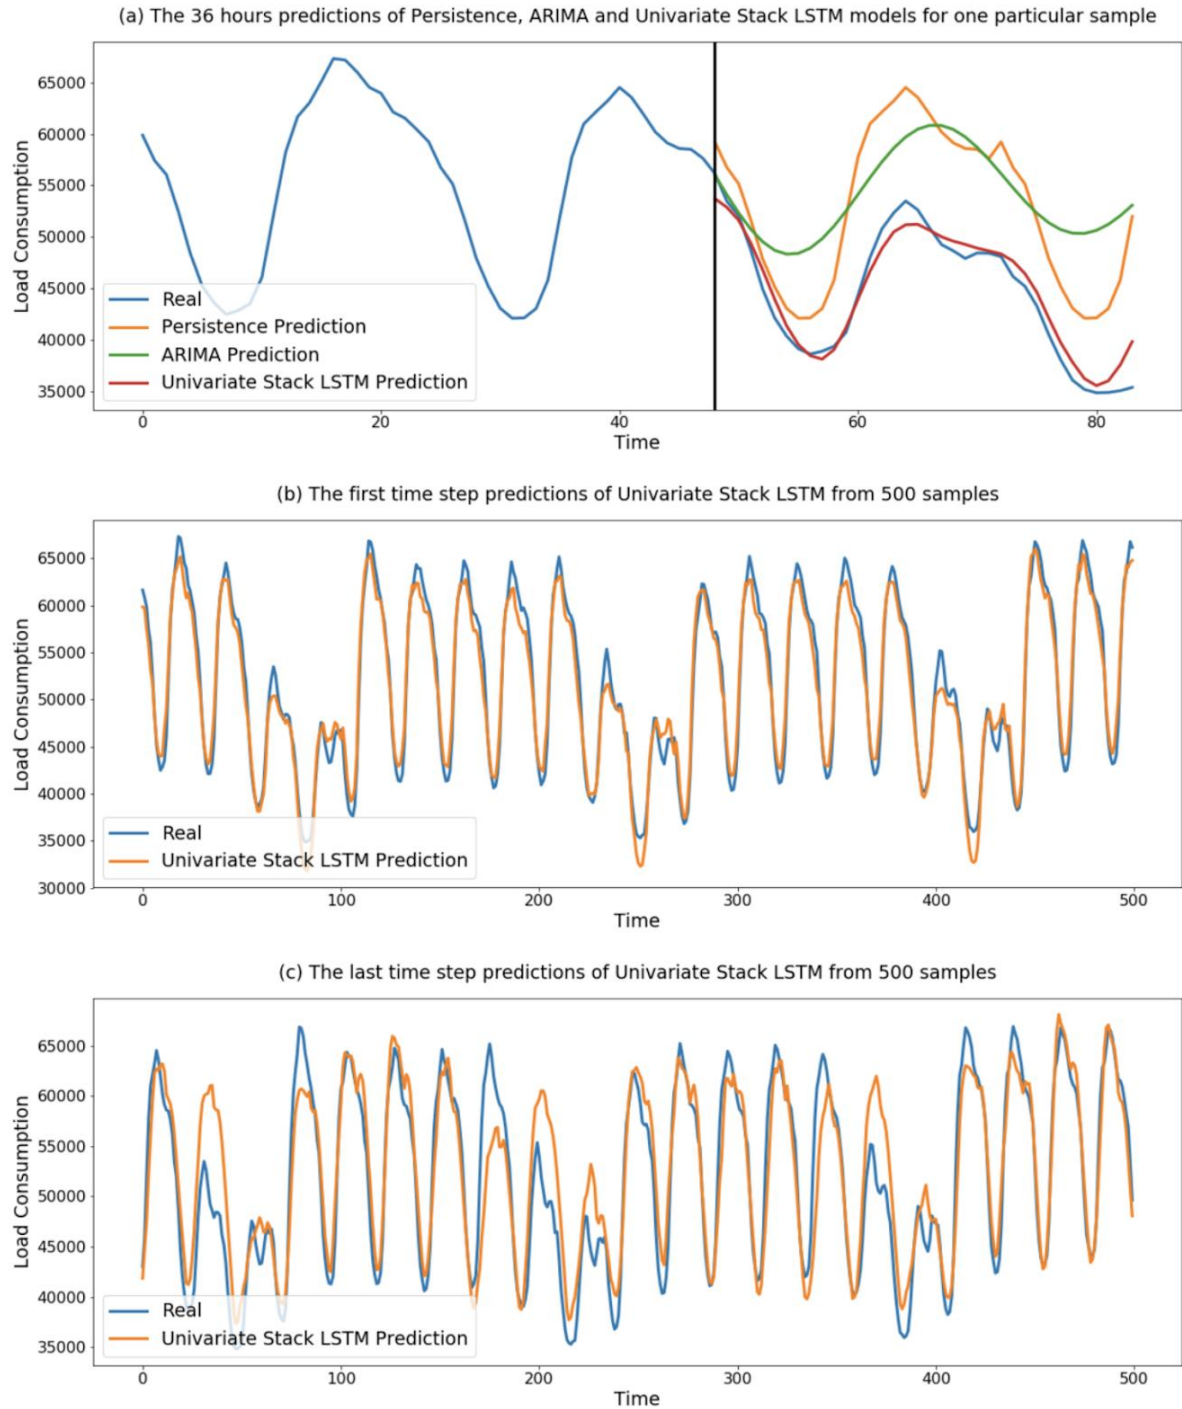 (a) The 36 hours predictions of Persistence, ARIMA and Univariate Stack LSTM models for one particular sample
Load Consumption
65000
60000
55000
50000
45000
40000
35000
Real
Persistence Prediction
ARIMA Prediction
Univariate Stack LSTM Prediction
0 20 40 60 80
Time
(b) The first time step predictions of Univariate Stack LSTM from 500 samples
Load Consumption
65000
60000
55000
50000
45000
40000
35000
30000
Real
Univariate Stack LSTM Prediction
0 100 200 300 400 500
Time
(c) The last time step predictions of Univariate Stack LSTM from 500 samples
Load Consumption
65000
60000
55000
50000
45000
40000
35000
Real
Univariate Stack LSTM Prediction
0 100 200 300 400 500
Time